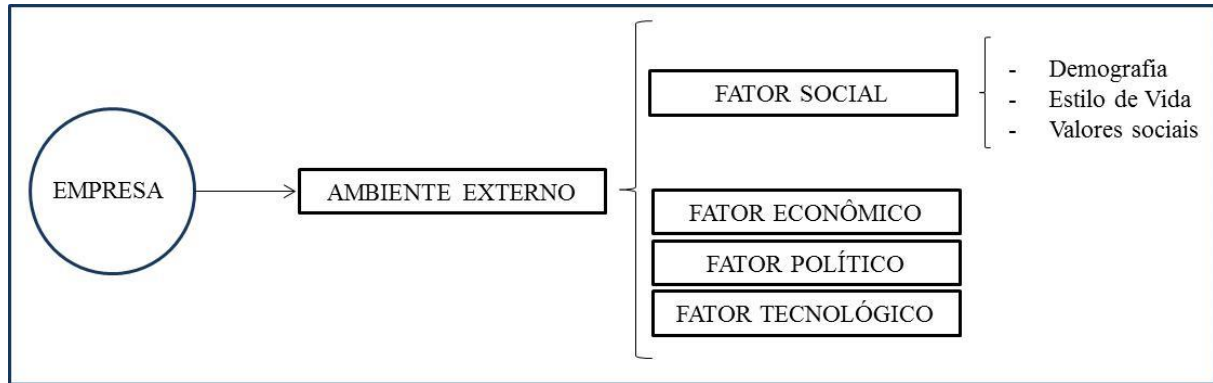 EMPRESA
AMBIENTE EXTERNO
FATOR SOCIAL
- Demografia
- Estilo de Vida
- Valores sociais
FATOR ECONÔMICO
FATOR POLÍTICO
FATOR TECNOLÓGICO